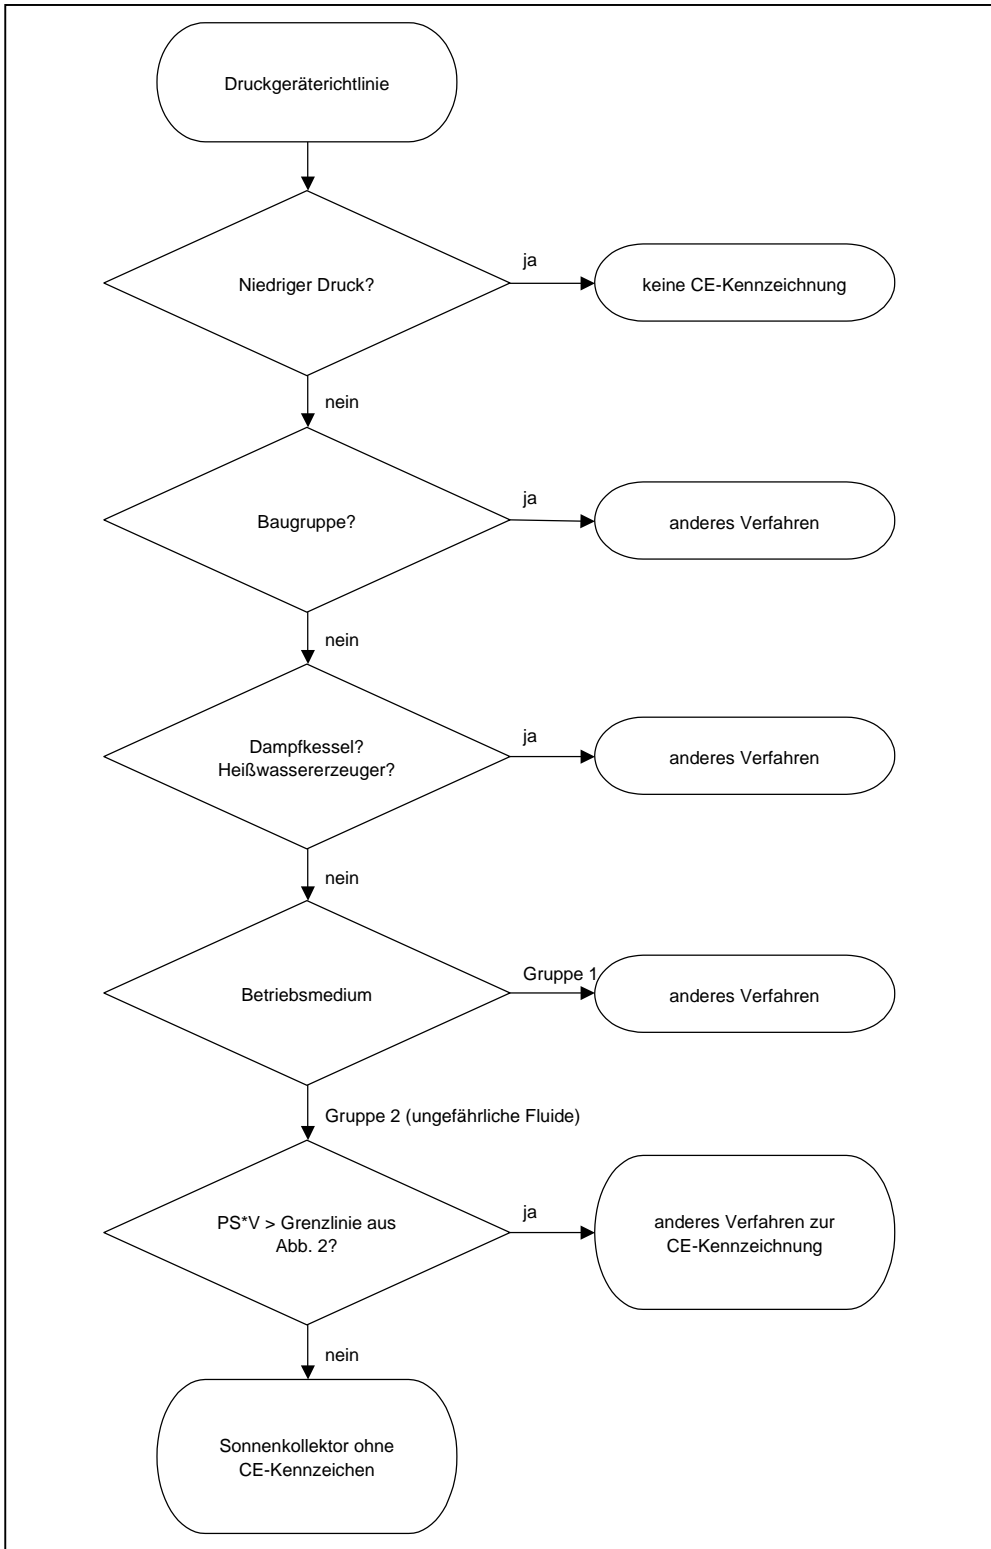 Druckgeräterichtlinie
Niedriger Druck?
ja
keine CE-Kennzeichnung
nein
Baugruppe?
ja
anderes Verfahren
nein
Dampfkessel?
Heißwassererzeuger?
ja
anderes Verfahren
nein
Betriebsmedium
Gruppe 1
anderes Verfahren
Gruppe 2 (ungefährliche Fluide)
PS*V > Grenzlinie aus
Abb. 2?
ja
anderes Verfahren zur
CE-Kennzeichnung
nein
Sonnenkollektor ohne
CE-Kennzeichen